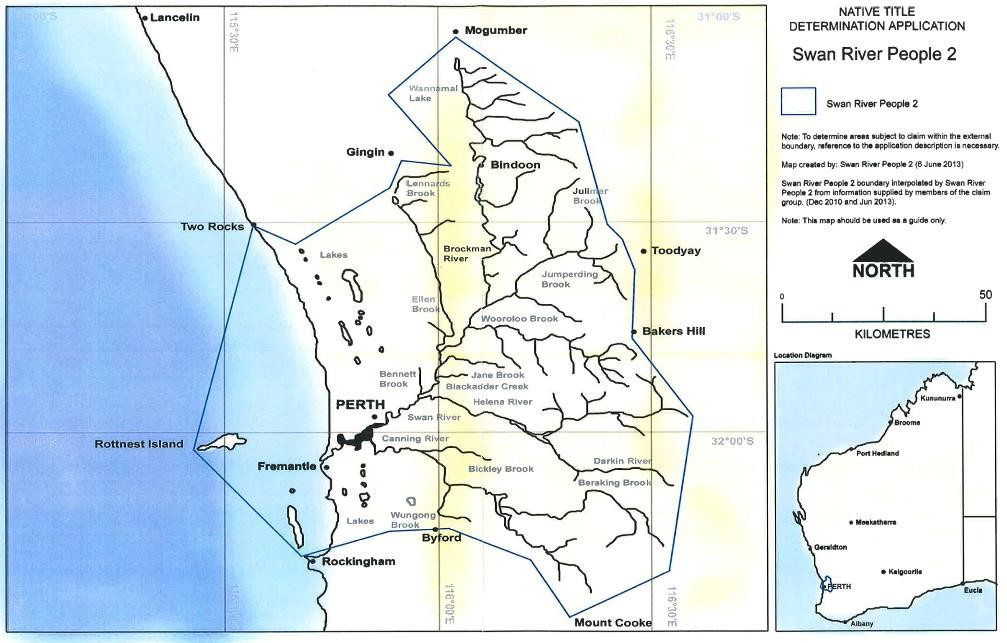 Lancelin
115°30'E
31°00'S
116°30'E
Mogumber
Wannamal
Lake
Gingin
Bindoon
Lennards
Brook
Julimar
Brook
Two Rocks
31°30'S
Lakes
Brockman
River
Toodyay
Jumperding
Brook
Ellen
Brook
Wooroloo Brook
Bakers Hill
Bennett
Brook
Jane Brook
Blackadder Creek
Helena River
PERTH
Swan River
Rottnest Island
Canning River
32°00'S
Fremantle
Bickley Brook
Darkin River
Beraking Brook
Lakes
Wungong
Brook
Byford
Rockingham
116°00'E
116°30'E
Mount Cooke
NATIVE TITLE
DETERMINATION APPLICATION
Swan River People 2
Swan River People 2
Note: To determine areas subject to claim within the external
boundary, reference to the application description is necessary.
Map created by: Swan River People 2 (6 June 2013)
Swan River People 2 boundary interpolated by Swan River
People 2 from information supplied by members of the claim
group. (Dec 2010 and Jun 2013).
Note: This map should be used as a guide only.
NORTH
0 50
KILOMETRES
Location Diagram
Kununurra
Broome
Port Hedland
Meekatharra
Geraldton
Kalgoorlie
PERTH
Eucla
Albany